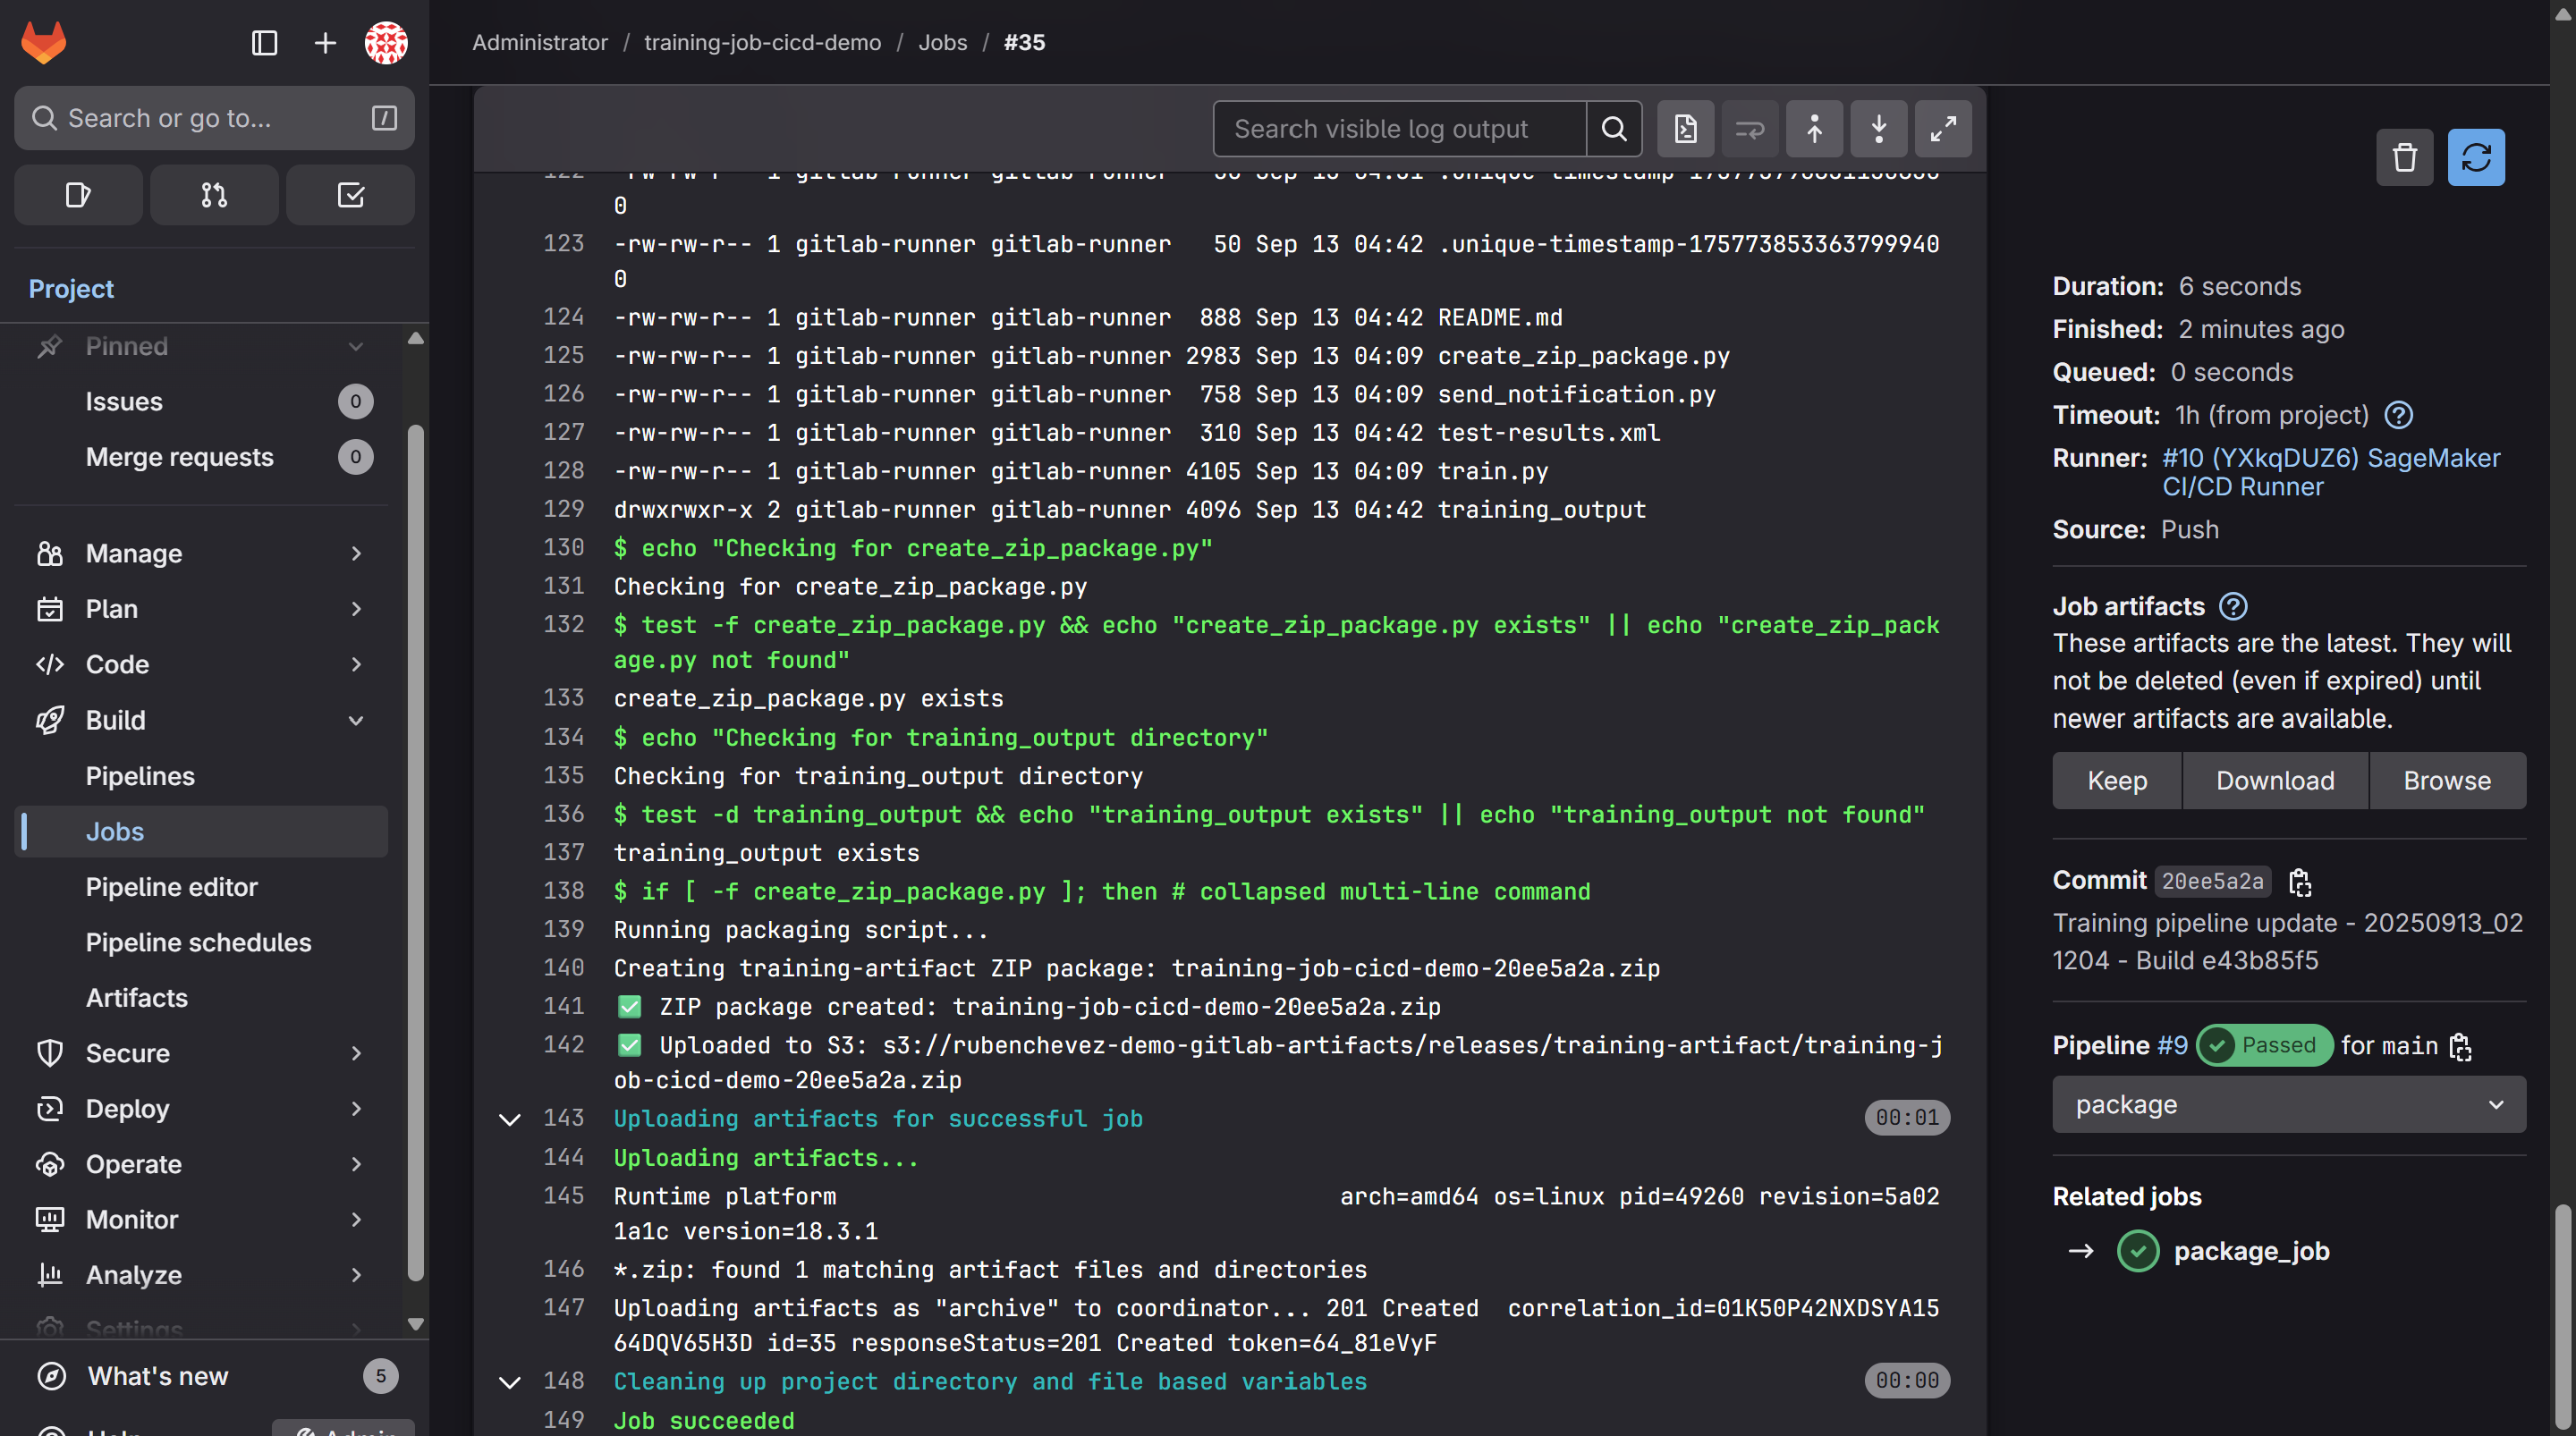 Administrator / training-job-cicd-demo / Jobs / #35
Search or go to...
/
Project
Pinned
Issues 0
Merge requests 0
Manage
Plan
Code
Build
Pipelines
Jobs
Pipeline editor
Pipeline schedules
Artifacts
Secure
Deploy
Operate
Monitor
Analyze
Settings
What's new 5
Help
Admin
Search visible log output
0
123 -rw-rw-r-- 1 gitlab-runner gitlab-runner   50 Sep 13 04:42 .unique-timestamp-175773853363799940
0
124 -rw-rw-r-- 1 gitlab-runner gitlab-runner  888 Sep 13 04:42 README.md
125 -rw-rw-r-- 1 gitlab-runner gitlab-runner 2983 Sep 13 04:09 create_zip_package.py
126 -rw-rw-r-- 1 gitlab-runner gitlab-runner  758 Sep 13 04:09 send_notification.py
127 -rw-rw-r-- 1 gitlab-runner gitlab-runner  310 Sep 13 04:42 test-results.xml
128 -rw-rw-r-- 1 gitlab-runner gitlab-runner 4105 Sep 13 04:09 train.py
129 drwxrwxr-x 2 gitlab-runner gitlab-runner 4096 Sep 13 04:42 training_output
130 $ echo "Checking for create_zip_package.py"
131 Checking for create_zip_package.py
132 $ test -f create_zip_package.py && echo "create_zip_package.py exists" || echo "create_zip_pack
age.py not found"
133 create_zip_package.py exists
134 $ echo "Checking for training_output directory"
135 Checking for training_output directory
136 $ test -d training_output && echo "training_output exists" || echo "training_output not found"
137 training_output exists
138 $ if [ -f create_zip_package.py ]; then # collapsed multi-line command
139 Running packaging script...
140 Creating training-artifact ZIP package: training-job-cicd-demo-20ee5a2a.zip
141 ✅ ZIP package created: training-job-cicd-demo-20ee5a2a.zip
142 ✅ Uploaded to S3: s3://rubenchevez-demo-gitlab-artifacts/releases/training-artifact/training-j
ob-cicd-demo-20ee5a2a.zip
143 Uploading artifacts for successful job 00:01
144 Uploading artifacts...
145 Runtime platform                                    arch=amd64 os=linux pid=49260 revision=5a02
1a1c version=18.3.1
146 *.zip: found 1 matching artifact files and directories
147 Uploading artifacts as "archive" to coordinator... 201 Created  correlation_id=01K50P42NXDSYA15
64DQV65H3D id=35 responseStatus=201 Created token=64_81eVyF
148 Cleaning up project directory and file based variables 00:00
149 Job succeeded
Duration: 6 seconds
Finished: 2 minutes ago
Queued: 0 seconds
Timeout: 1h (from project)
Runner: #10 (YXkqDUZ6) SageMaker
CI/CD Runner
Source: Push
Job artifacts
These artifacts are the latest. They will
not be deleted (even if expired) until
newer artifacts are available.
Keep Download Browse
Commit 20ee5a2a
Training pipeline update - 20250913_02
1204 - Build e43b85f5
Pipeline #9 Passed for main
package
Related jobs
→ package_job